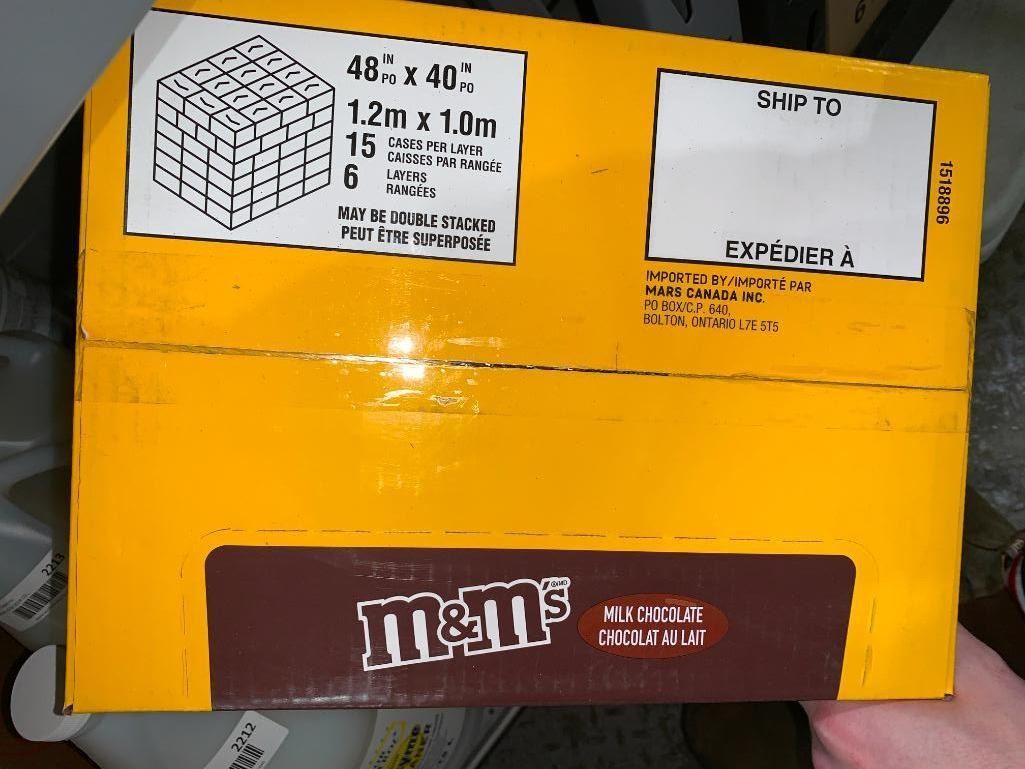 48 IN PO x 40 IN PO
1.2m x 1.0m
15 CASES PER LAYER
CAISSES PAR RANGÉE
6 LAYERS
RANGÉES
MAY BE DOUBLE STACKED
PEUT ÊTRE SUPERPOSÉE
SHIP TO
EXPÉDIER À
1518896
IMPORTED BY/IMPORTÉ PAR
MARS CANADA INC.
PO BOX/C.P. 640,
BOLTON, ONTARIO L7E 5T5
m&m's ®/MD
MILK CHOCOLATE
CHOCOLAT AU LAIT
2213
2212
6